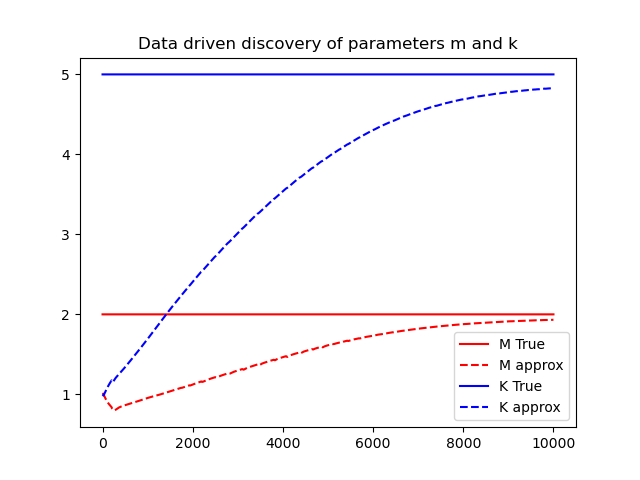 Data driven discovery of parameters m and k
5
4
3
2
1
M True
M approx
K True
K approx
0 2000 4000 6000 8000 10000